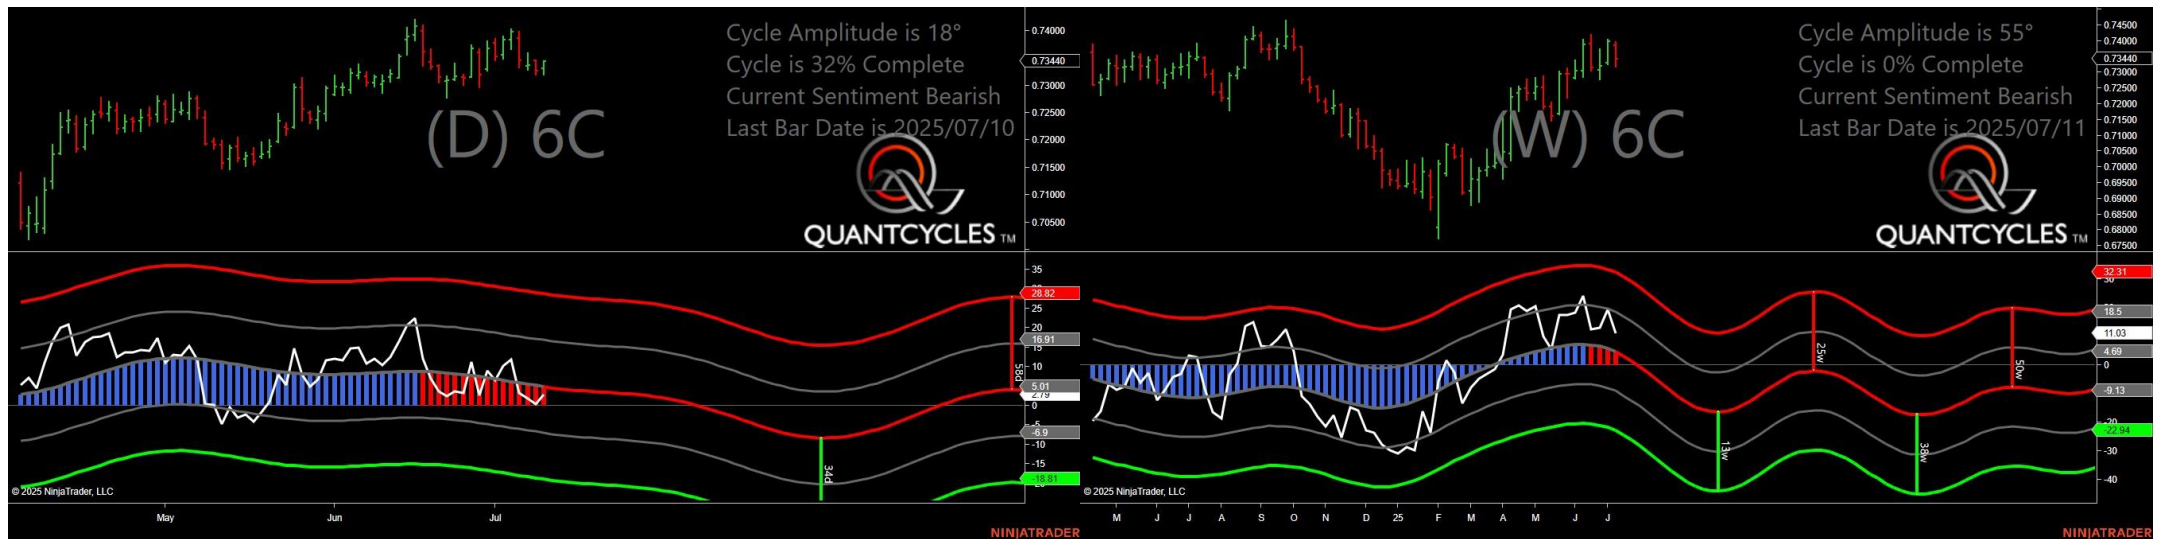 Cycle Amplitude is 18°
Cycle is 32% Complete
Current Sentiment Bearish
Last Bar Date is 2025/07/10
(D) 6C
QUANTCYCLES TM
0.74000
0.73440
0.73000
0.72500
0.72000
0.71500
0.71000
0.70500
35
28.82
25
20
16.91
15
10
5.01
2.79
0
-5
-6.9
-10
-15
-18.81
58d
34d
© 2025 NinjaTrader, LLC
May Jun Jul
NINJATRADER
Cycle Amplitude is 55°
Cycle is 0% Complete
Current Sentiment Bearish
Last Bar Date is 2025/07/11
(W) 6C
QUANTCYCLES TM
0.74500
0.74000
0.73440
0.73000
0.72500
0.72000
0.71500
0.71000
0.70500
0.70000
0.69500
0.69000
0.68500
0.68000
0.67500
32.31
30
18.5
11.03
4.69
0
-9.13
-20
-22.94
-30
-40
25w
50w
13w
38w
© 2025 NinjaTrader, LLC
M J J A S O N D 25 F M A M J J
NINJATRADER